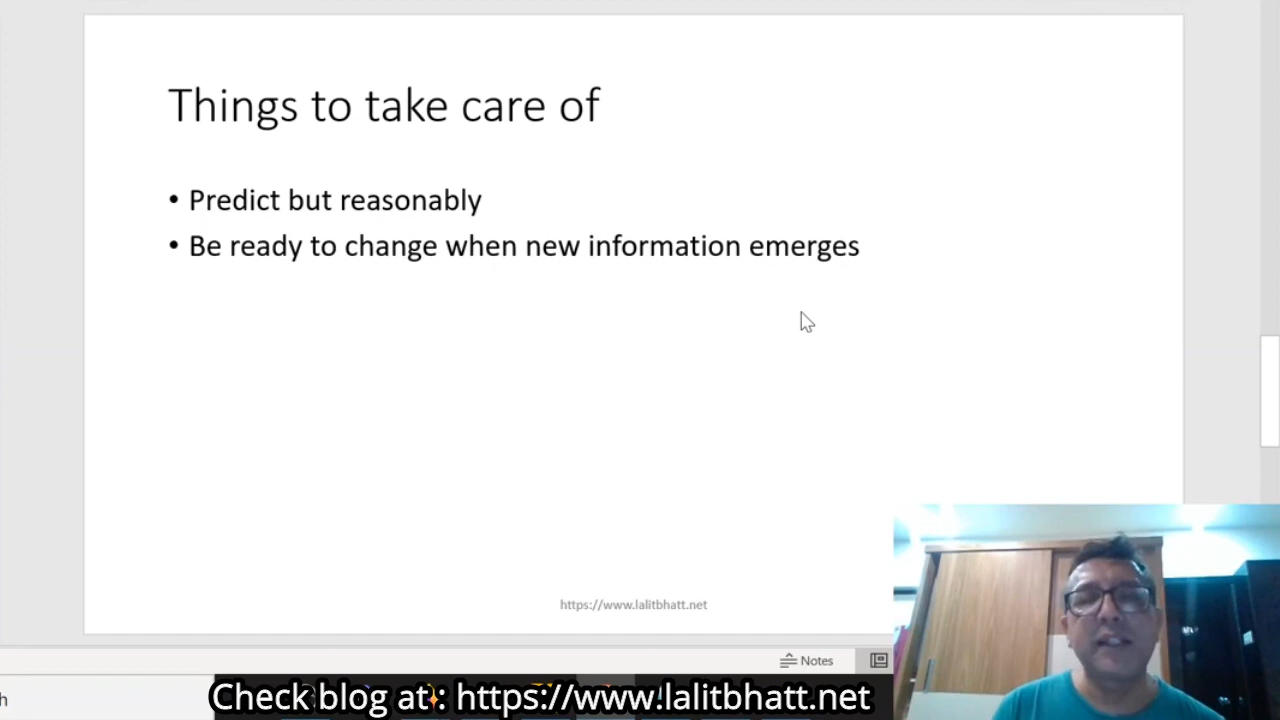 Things to take care of
• Predict but reasonably
• Be ready to change when new information emerges
https://www.lalitbhatt.net
Notes
h
Check blog at : https://www.lalitbhatt.net